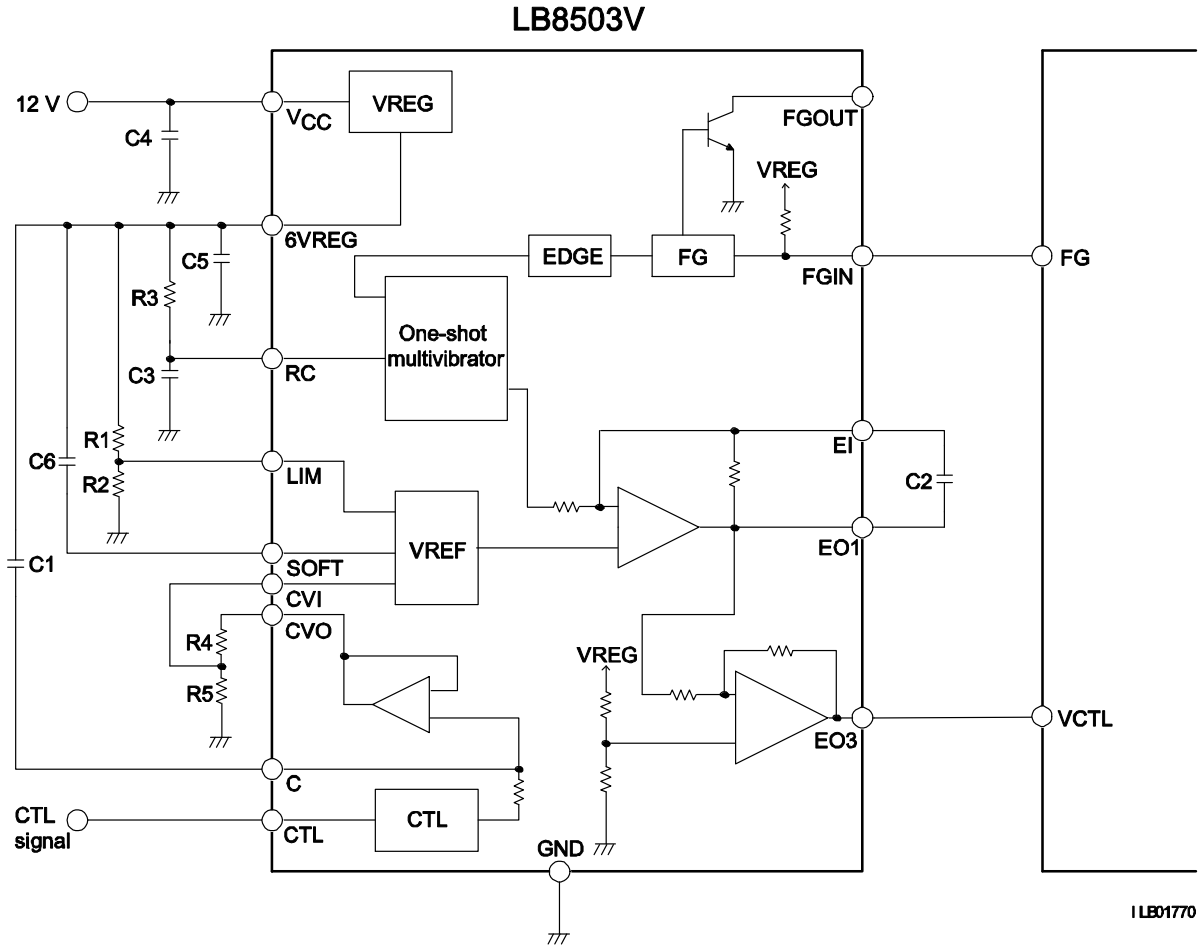 LB8503V
12 V
VCC
VREG
FGOUT
C4
VREG
6VREG
C5
EDGE
FG
FGIN
FG
R3
One-shot
multivibrator
RC
C3
R1
EI
C6
LIM
R2
C2
VREF
EO1
C1
SOFT
CVI
CVO
R4
VREG
R5
EO3
VCTL
C
CTL
signal
CTL
CTL
GND
I LB01770